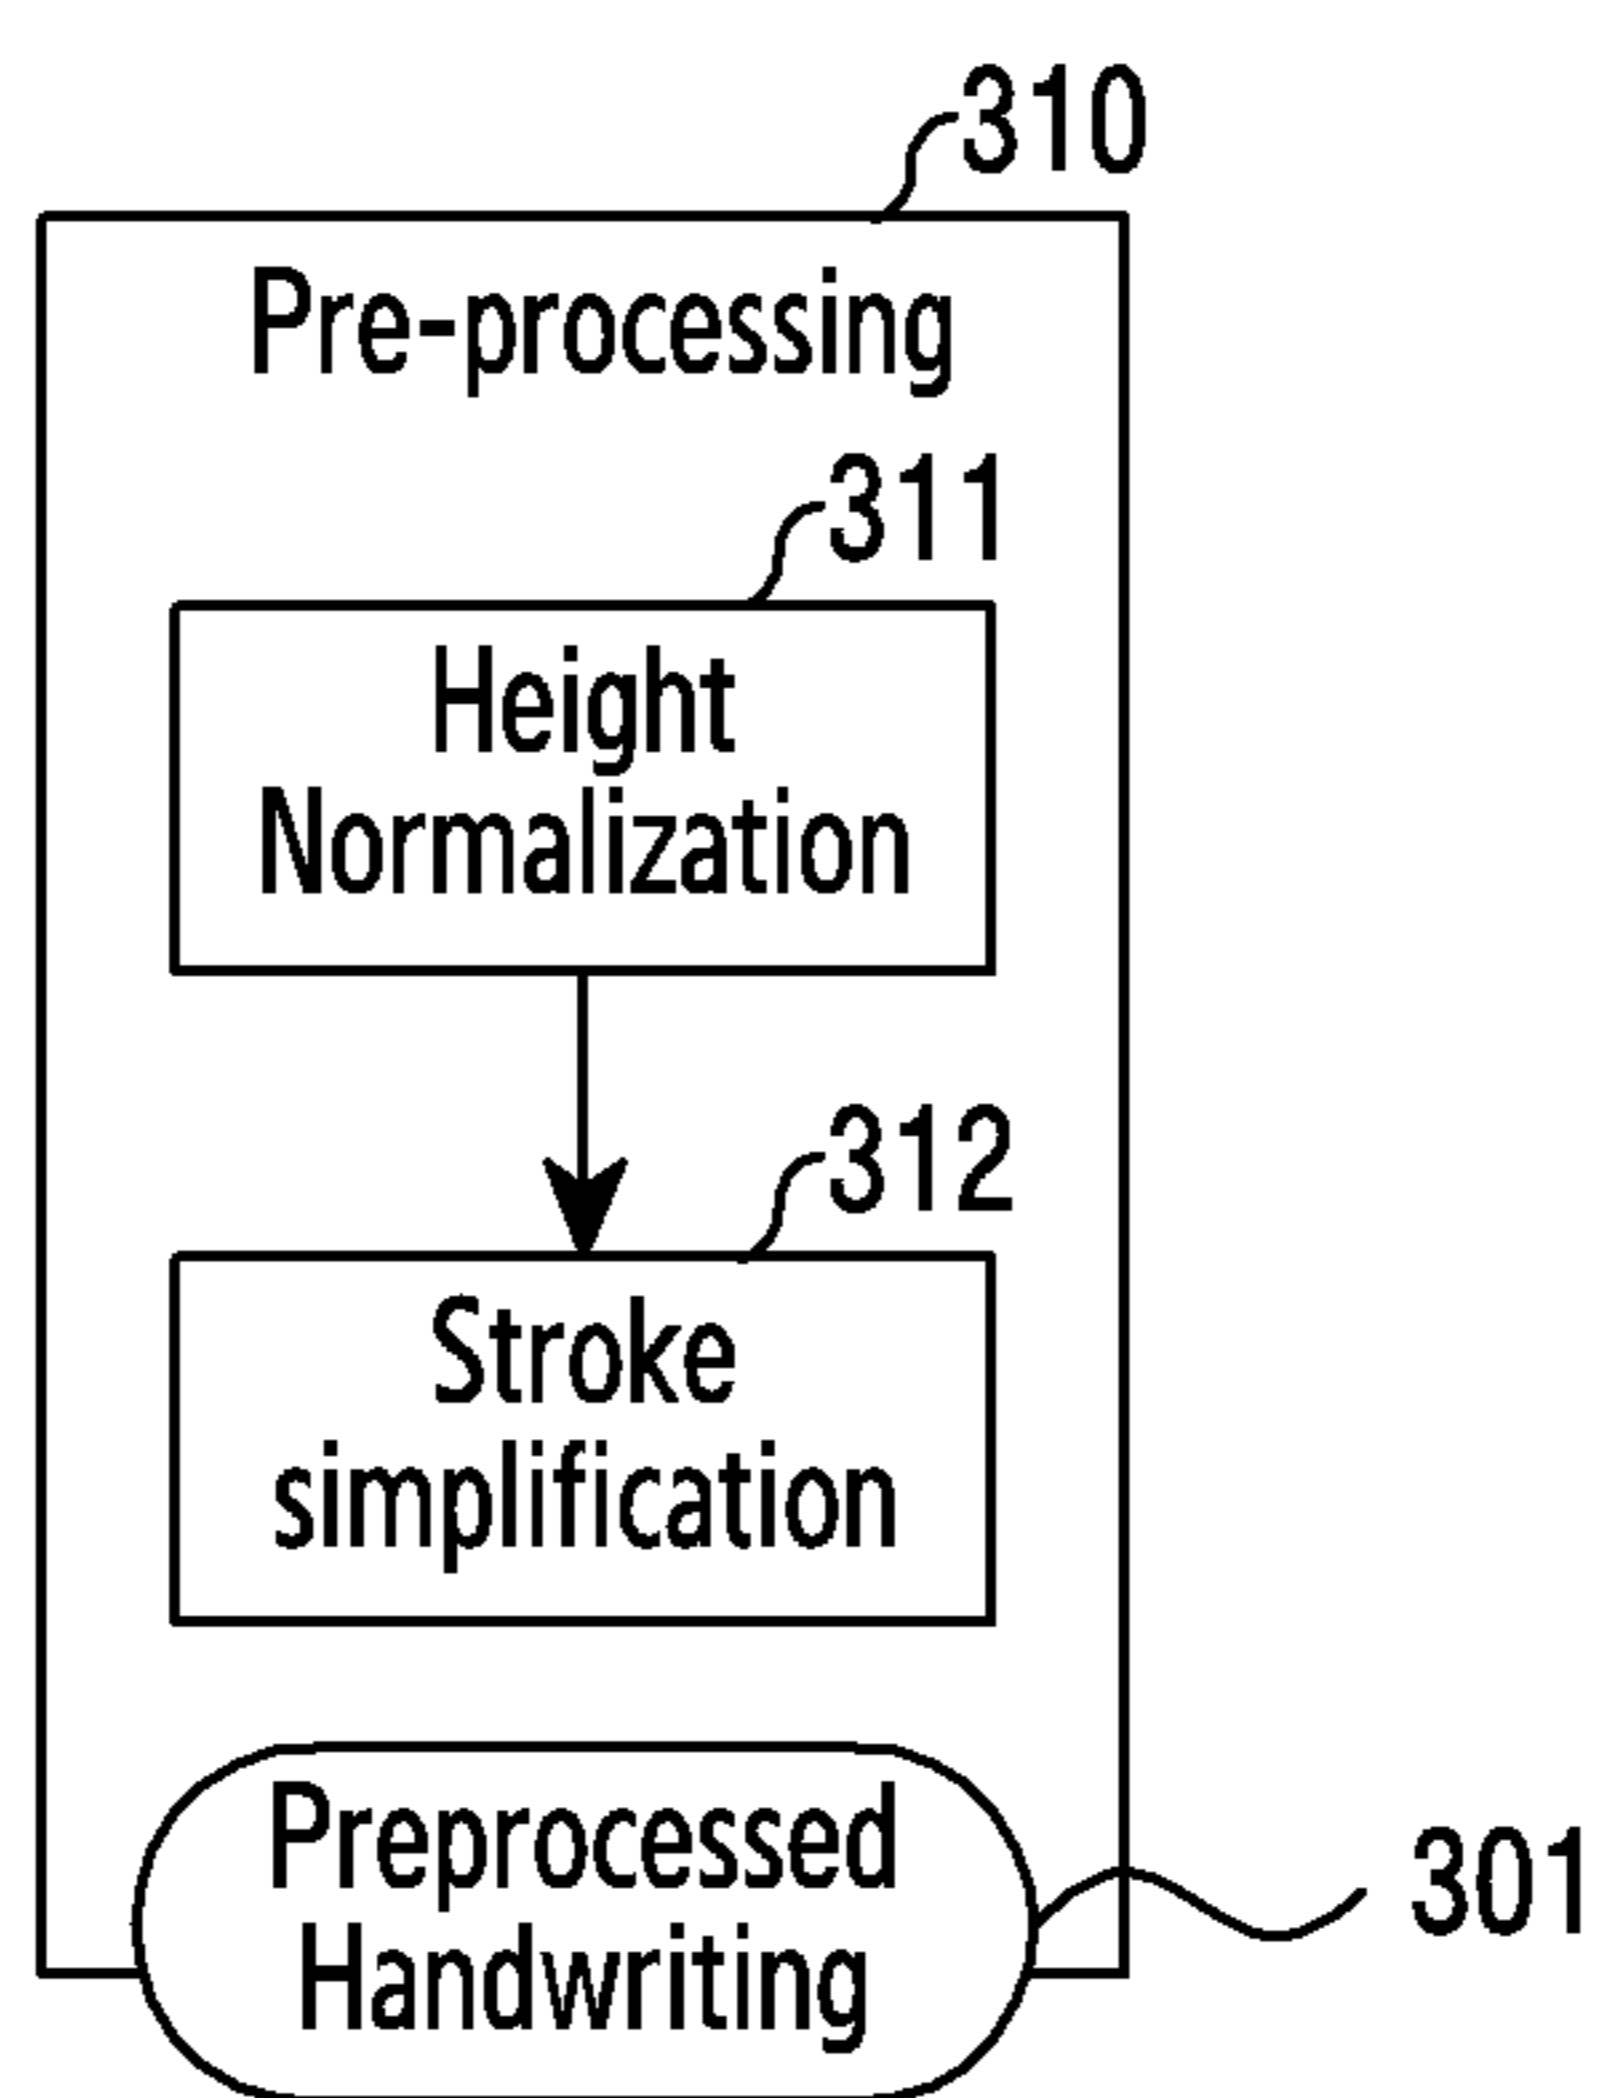 310
Pre-processing
311
Height
Normalization
312
Stroke
simplification
Preprocessed
Handwriting
301